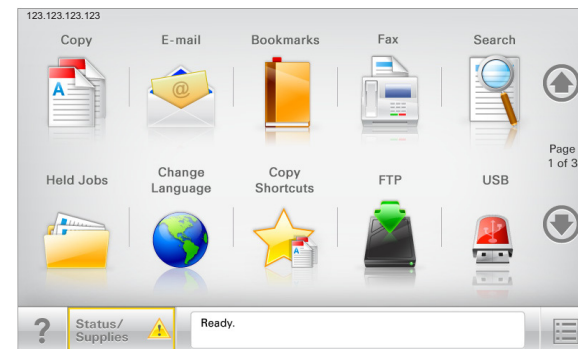 123.123.123.123
Copy
E-mail
Bookmarks
Fax
Search
A
A
@
Page
1 of 3
Held Jobs
Change
Language
Copy
Shortcuts
FTP
USB
A
?
Status/
Supplies
!
Ready.